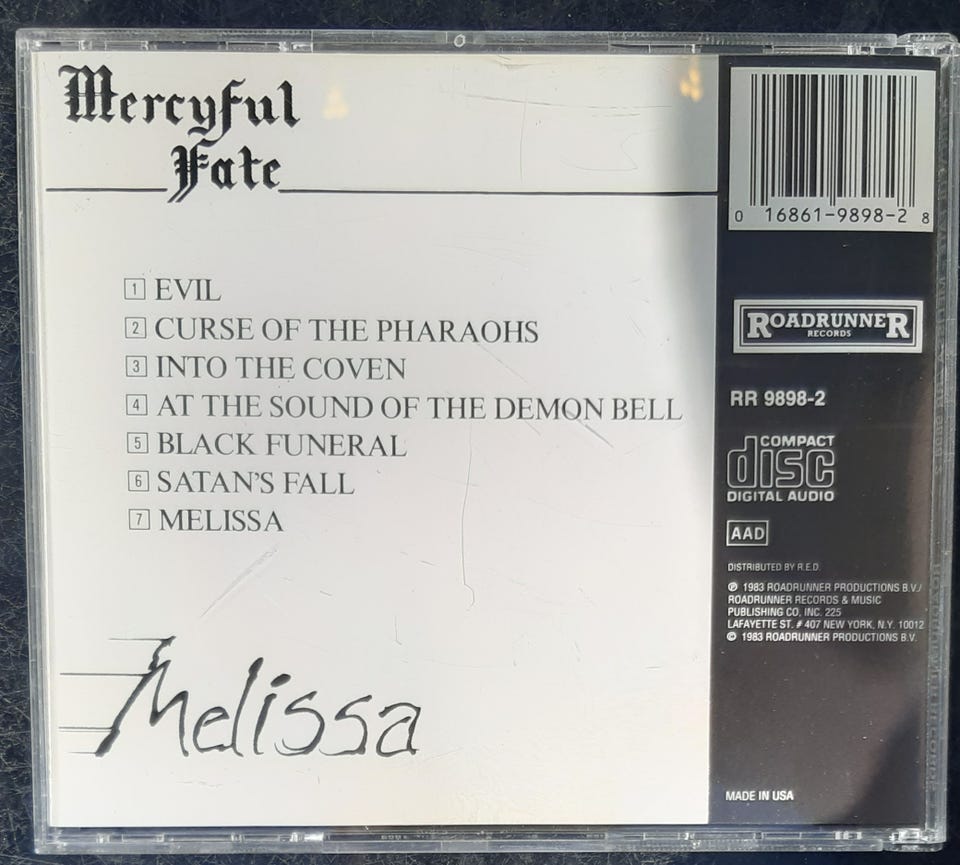 Mercyful
Fate
1 EVIL
2 CURSE OF THE PHARAOHS
3 INTO THE COVEN
4 AT THE SOUND OF THE DEMON BELL
5 BLACK FUNERAL
6 SATAN'S FALL
7 MELISSA
Melissa
0 16861-9898-2 8
ROADRUNNER
RECORDS
RR 9898-2
COMPACT
disc
DIGITAL AUDIO
AAD
DISTRIBUTED BY R.E.D.
℗ 1983 ROADRUNNER PRODUCTIONS B.V./
ROADRUNNER RECORDS & MUSIC
PUBLISHING CO, INC. 225
LAFAYETTE ST. # 407 NEW YORK, N.Y. 10012
© 1983 ROADRUNNER PRODUCTIONS B.V.
MADE IN USA